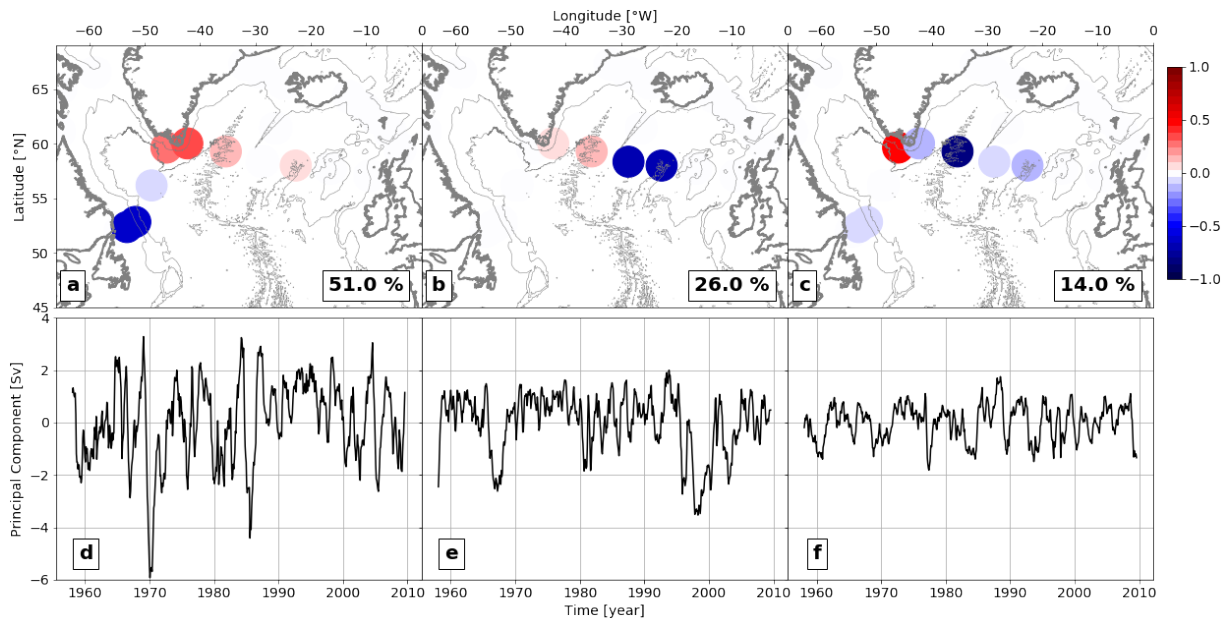 Longitude [°W]
−60 −50 −40 −30 −20 −10 0
−60 −50 −40 −30 −20 −10 0
−60 −50 −40 −30 −20 −10 0
Latitude [°N]
65
60
55
50
45
a
51.0 %
b
26.0 %
c
14.0 %
1.0
0.5
0.0
−0.5
−1.0
Principal Component [Sv]
4
2
0
−2
−4
−6
d
e
f
1960 1970 1980 1990 2000 2010
1960 1970 1980 1990 2000 2010
1960 1970 1980 1990 2000 2010
Time [year]